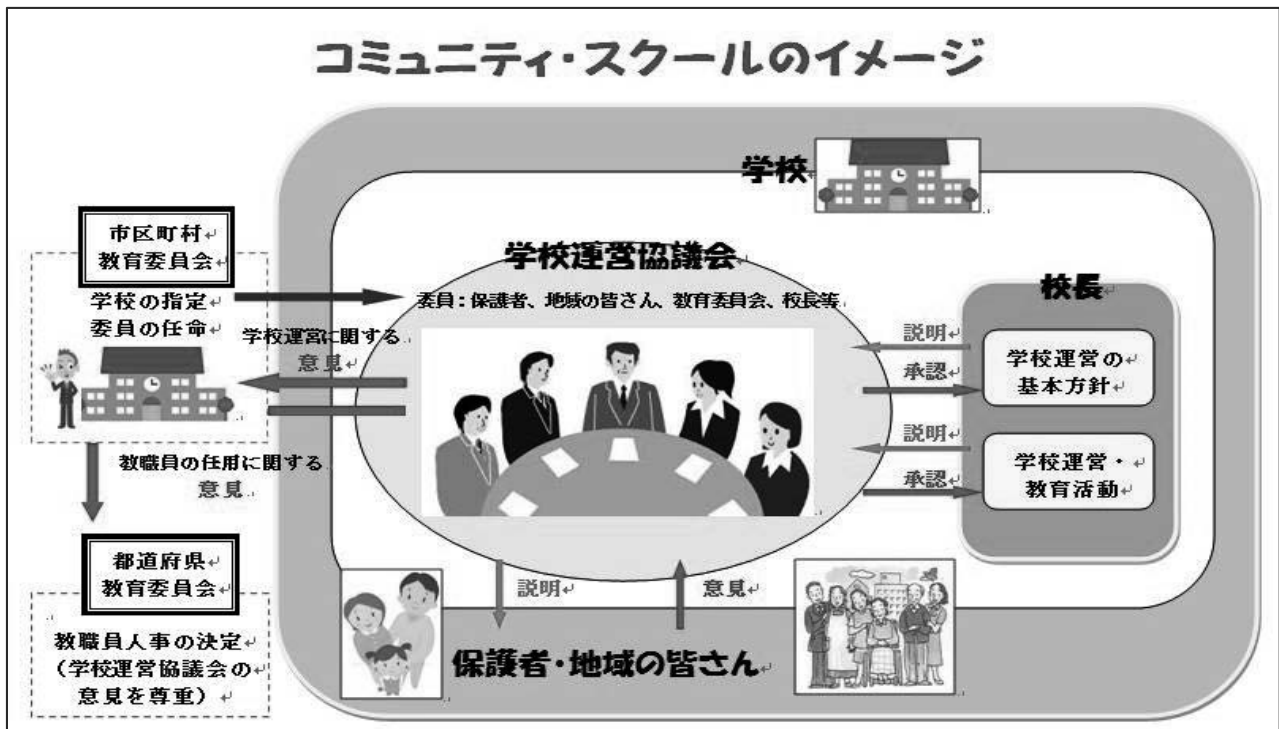 コミュニティ・スクールのイメージ
学校
市区町村
教育委員会
学校の指定
委員の任命
学校運営協議会
委員：保護者、地域の皆さん、教育委員会、校長等
学校運営に関する
意見
教職員の任用に関する
意見
校長
説明
承認
学校運営の
基本方針
説明
承認
学校運営・
教育活動
都道府県
教育委員会
教職員人事の決定
（学校運営協議会の
意見を尊重）
説明
意見
保護者・地域の皆さん